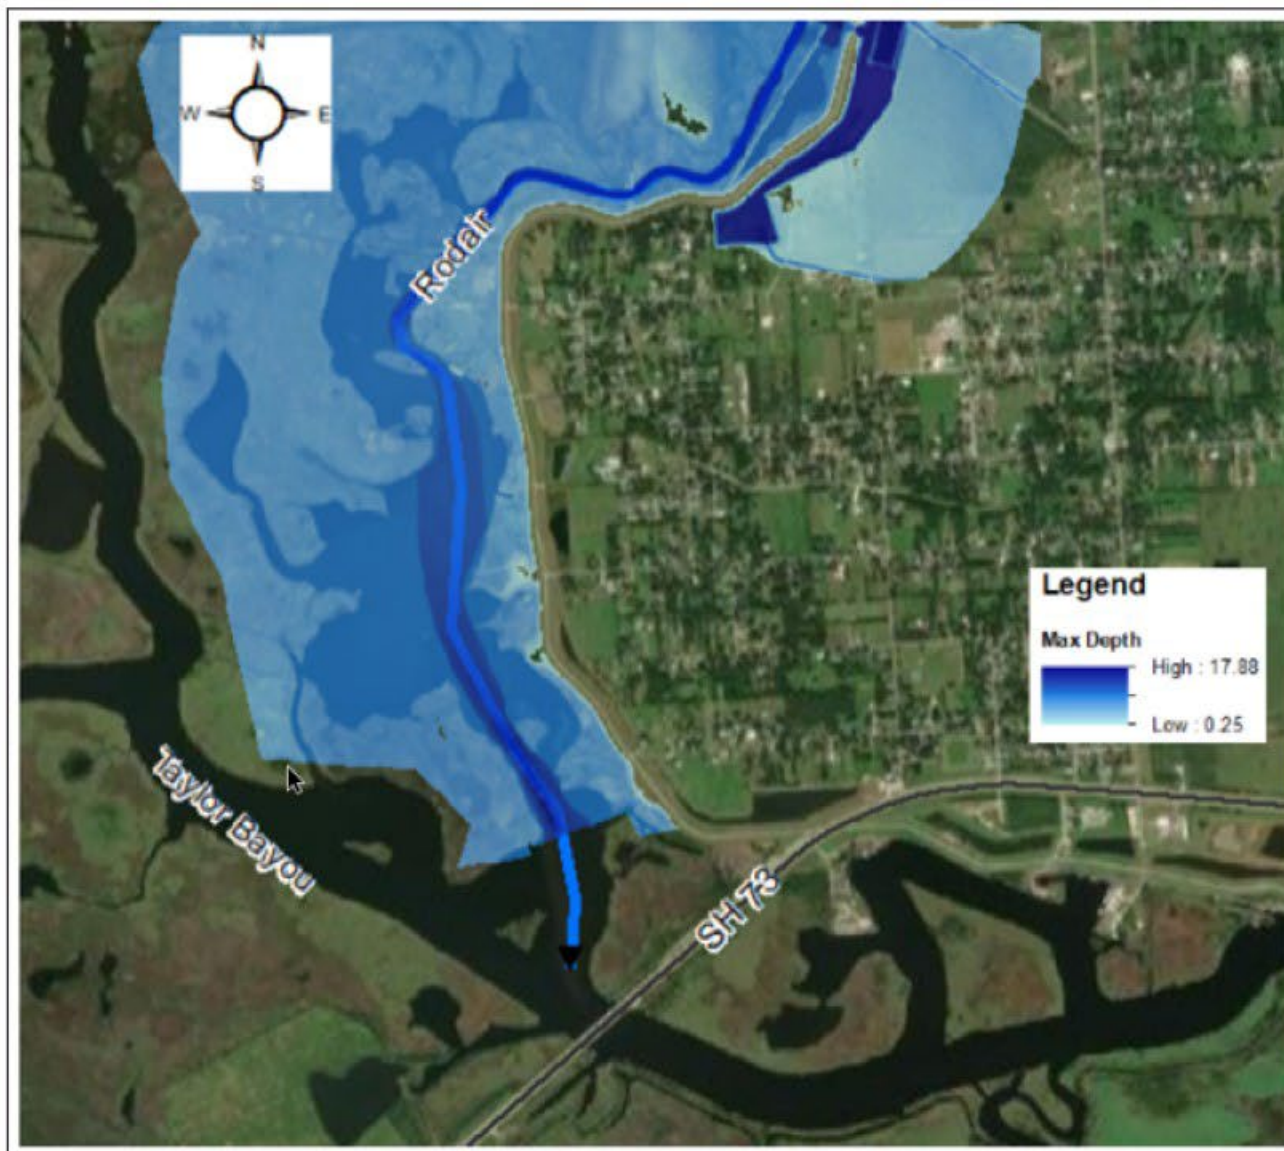 N
W E
S
Rodair
Legend
Max Depth
High : 17.88
Low : 0.25
Taylor Bayou
SH 73